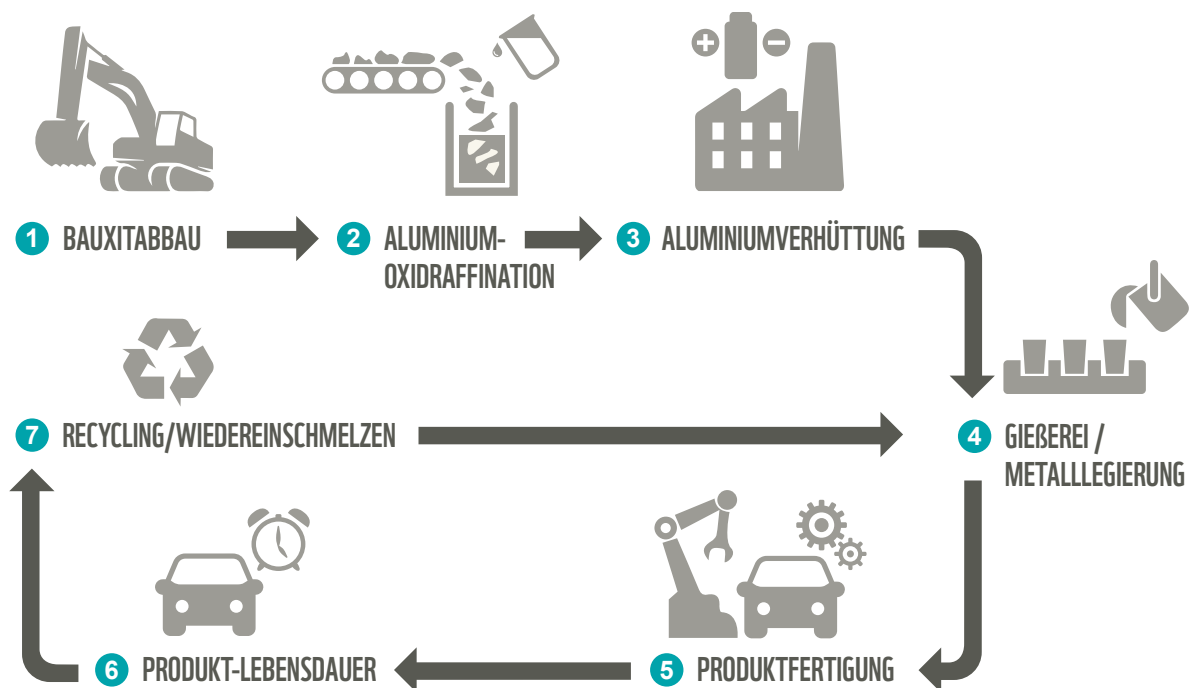 1 BAUXITABBAU
2 ALUMINIUM-
OXIDRAFFINATION
3 ALUMINIUMVERHÜTTUNG
4 GIEßEREI /
METALLLEGIERUNG
7 RECYCLING/WIEDEREINSCHMELZEN
6 PRODUKT-LEBENSDAUER
5 PRODUKTFERTIGUNG